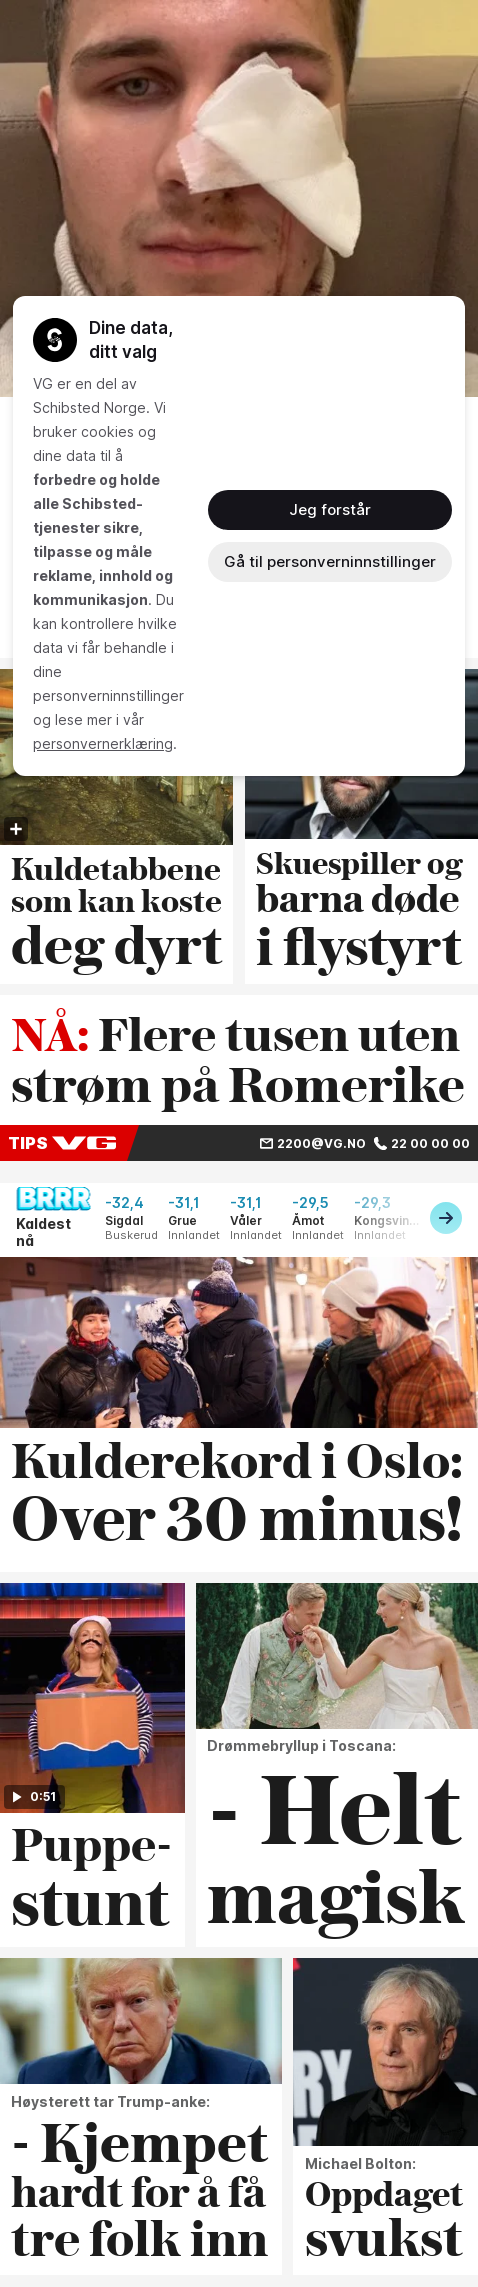 Dine data,
ditt valg
VG er en del av
Schibsted Norge. Vi
bruker cookies og
dine data til å
forbedre og holde
alle Schibsted-
tjenester sikre,
tilpasse og måle
reklame, innhold og
kommunikasjon. Du
kan kontrollere hvilke
data vi får behandle i
dine
personverninnstillinger
og lese mer i vår
personvernerklæring.
Jeg forstår
Gå til personverninnstillinger
Kuldetabbene
som kan koste
deg dyrt
Skuespiller og
barna døde
i flystyrt
NÅ: Flere tusen uten
strøm på Romerike
TIPS VG 2200@VG.NO 22 00 00 00
BRRR
Kaldest
nå
-32,4
Sigdal
Buskerud
-31,1
Grue
Innlandet
-31,1
Våler
Innlandet
-29,5
Åmot
Innlandet
-29,3
Kongsvin...
Innlandet
Kulderekord i Oslo:
Over 30 minus!
0:51
Puppe-
stunt
Drømmebryllup i Toscana:
- Helt
magisk
Høysterett tar Trump-anke:
- Kjempet
hardt for å få
tre folk inn
Michael Bolton:
Oppdaget
svukst